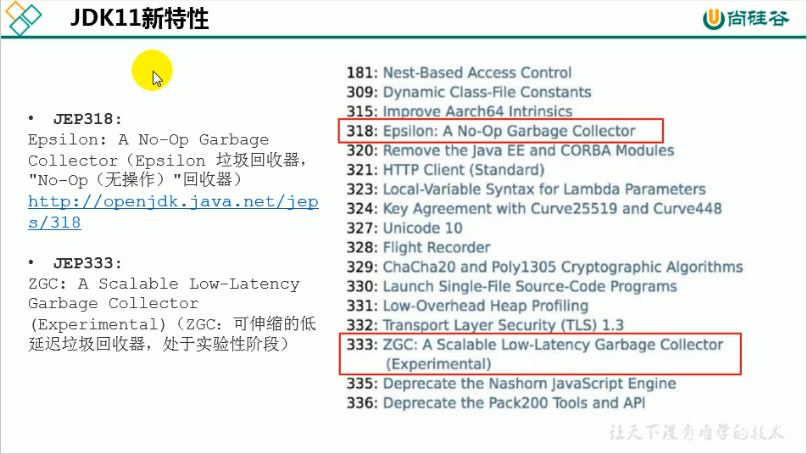 JDK11新特性
尚硅谷
• JEP318:
Epsilon: A No-Op Garbage
Collector（Epsilon 垃圾回收器，
"No-Op（无操作）"回收器）
http://openjdk.java.net/jep
s/318
• JEP333:
ZGC: A Scalable Low-Latency
Garbage Collector
(Experimental)（ZGC：可伸缩的低
延迟垃圾回收器，处于实验性阶段）
181: Nest-Based Access Control
309: Dynamic Class-File Constants
315: Improve Aarch64 Intrinsics
318: Epsilon: A No-Op Garbage Collector
320: Remove the Java EE and CORBA Modules
321: HTTP Client (Standard)
323: Local-Variable Syntax for Lambda Parameters
324: Key Agreement with Curve25519 and Curve448
327: Unicode 10
328: Flight Recorder
329: ChaCha20 and Poly1305 Cryptographic Algorithms
330: Launch Single-File Source-Code Programs
331: Low-Overhead Heap Profiling
332: Transport Layer Security (TLS) 1.3
333: ZGC: A Scalable Low-Latency Garbage Collector
(Experimental)
335: Deprecate the Nashorn JavaScript Engine
336: Deprecate the Pack200 Tools and API
让天下没有难学的技术